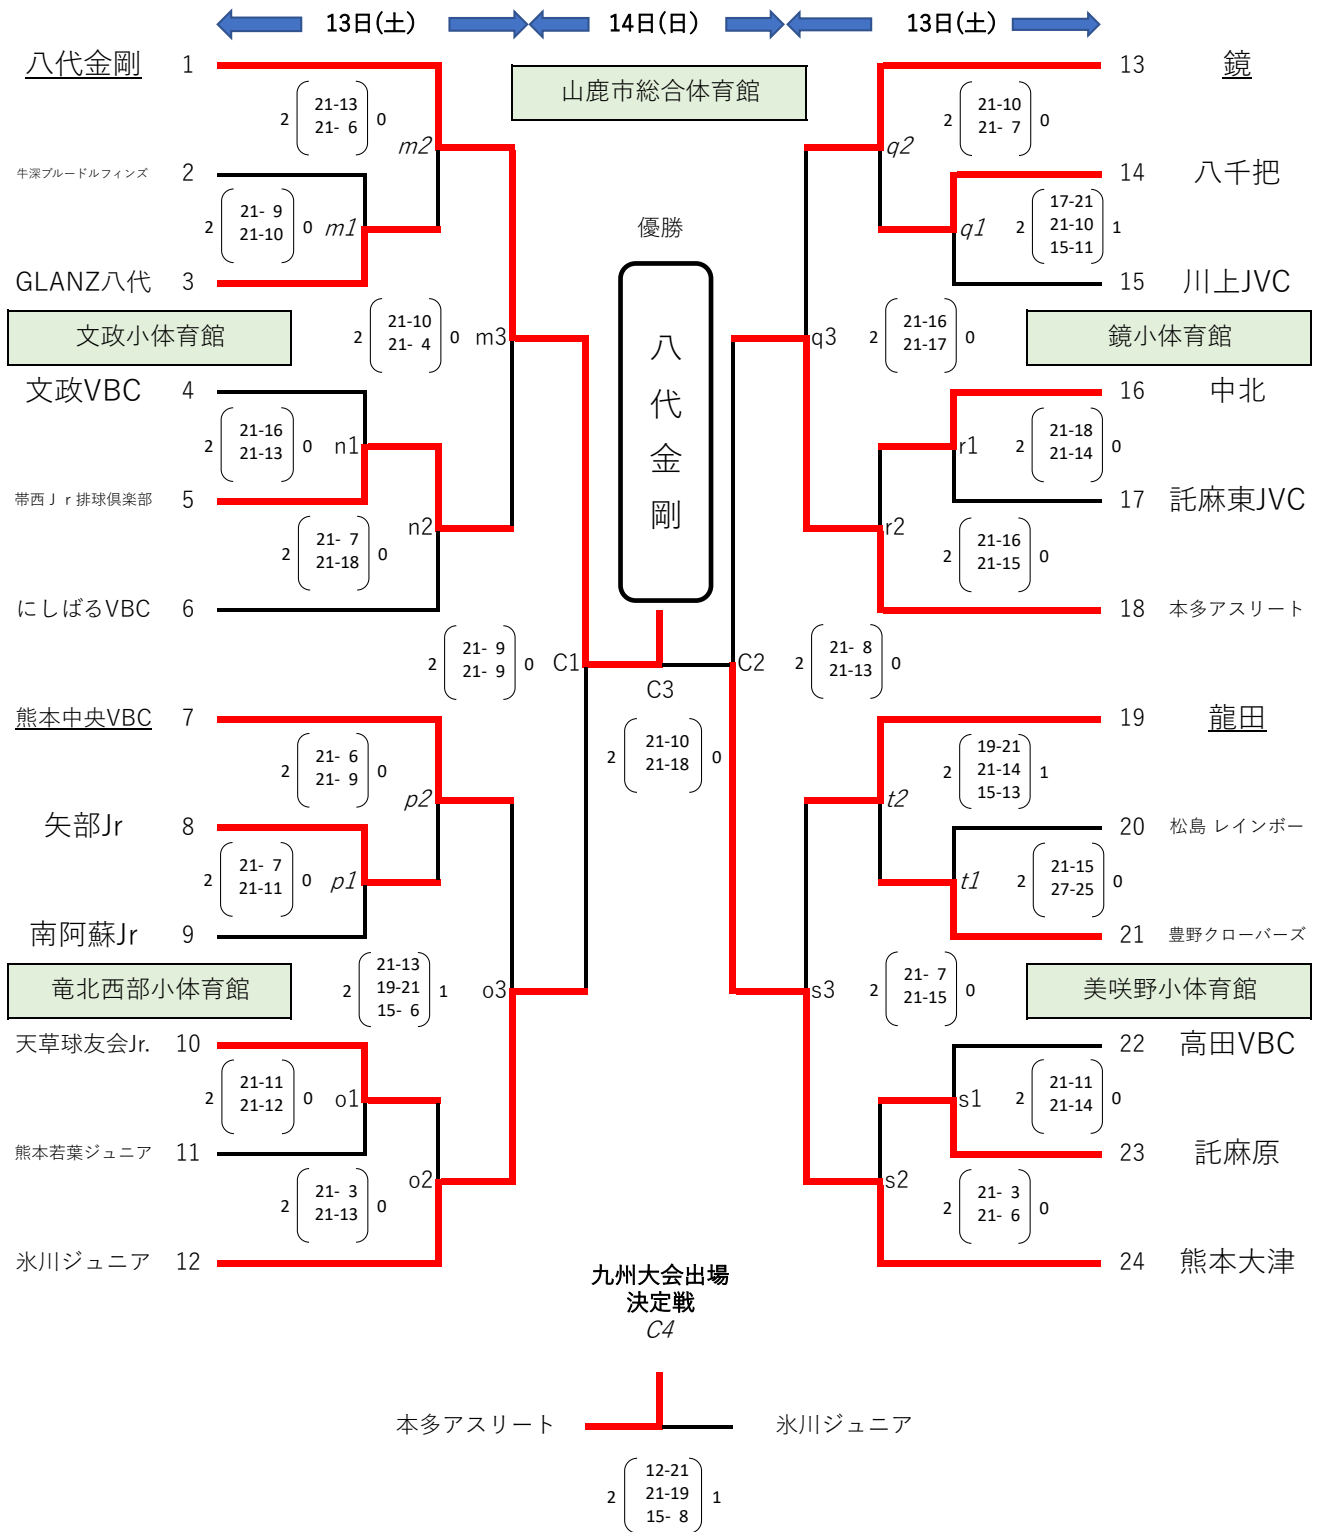 13日(土)
14日(日)
13日(土)
山鹿市総合体育館
八代金剛 1
2 21-13 0
21- 6
m2
牛深ブルードルフィンズ 2
2 21- 9 0
21-10
m1
GLANZ八代 3
文政小体育館
2 21-10 0
21- 4
m3
文政VBC 4
2 21-16 0
21-13
n1
帯西Ｊｒ排球倶楽部 5
2 21- 7 0
21-18
n2
にしばるVBC 6
2 21- 9 0
21- 9
C1
熊本中央VBC 7
2 21- 6 0
21- 9
p2
矢部Jr 8
2 21- 7 0
21-11
p1
南阿蘇Jr 9
竜北西部小体育館
2 21-13 1
19-21
15- 6
o3
天草球友会Jr. 10
2 21-11 0
21-12
o1
熊本若葉ジュニア 11
2 21- 3 0
21-13
o2
氷川ジュニア 12
優勝
八代金剛
C3
2 21-10 0
21-18
13 鏡
q2
2 21-10 0
21- 7
14 八千把
q1
2 17-21 1
21-10
15-11
15 川上JVC
鏡小体育館
q3
2 21-16 0
21-17
16 中北
r1
2 21-18 0
21-14
17 託麻東JVC
r2
2 21-16 0
21-15
18 本多アスリート
C2
2 21- 8 0
21-13
19 龍田
t2
2 19-21 1
21-14
15-13
20 松島 レインボー
t1
2 21-15 0
27-25
21 豊野クローバーズ
美咲野小体育館
s3
2 21- 7 0
21-15
22 高田VBC
s1
2 21-11 0
21-14
23 託麻原
s2
2 21- 3 0
21- 6
24 熊本大津
九州大会出場
決定戦
C4
本多アスリート 氷川ジュニア
2 12-21 1
21-19
15- 8